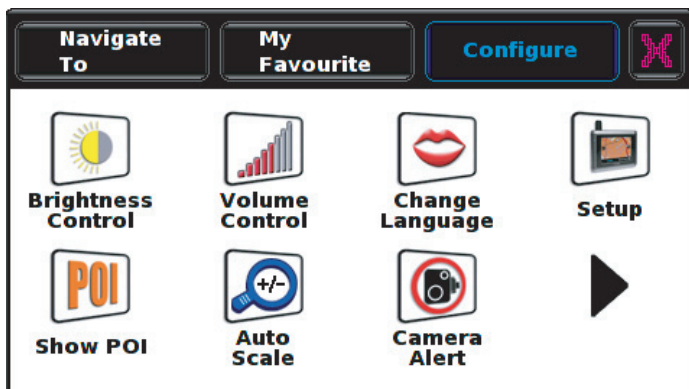 Navigate To
My Favourite
Configure
Brightness Control
Volume Control
Change Language
Setup
POI
Show POI
+/-
Auto Scale
Camera Alert